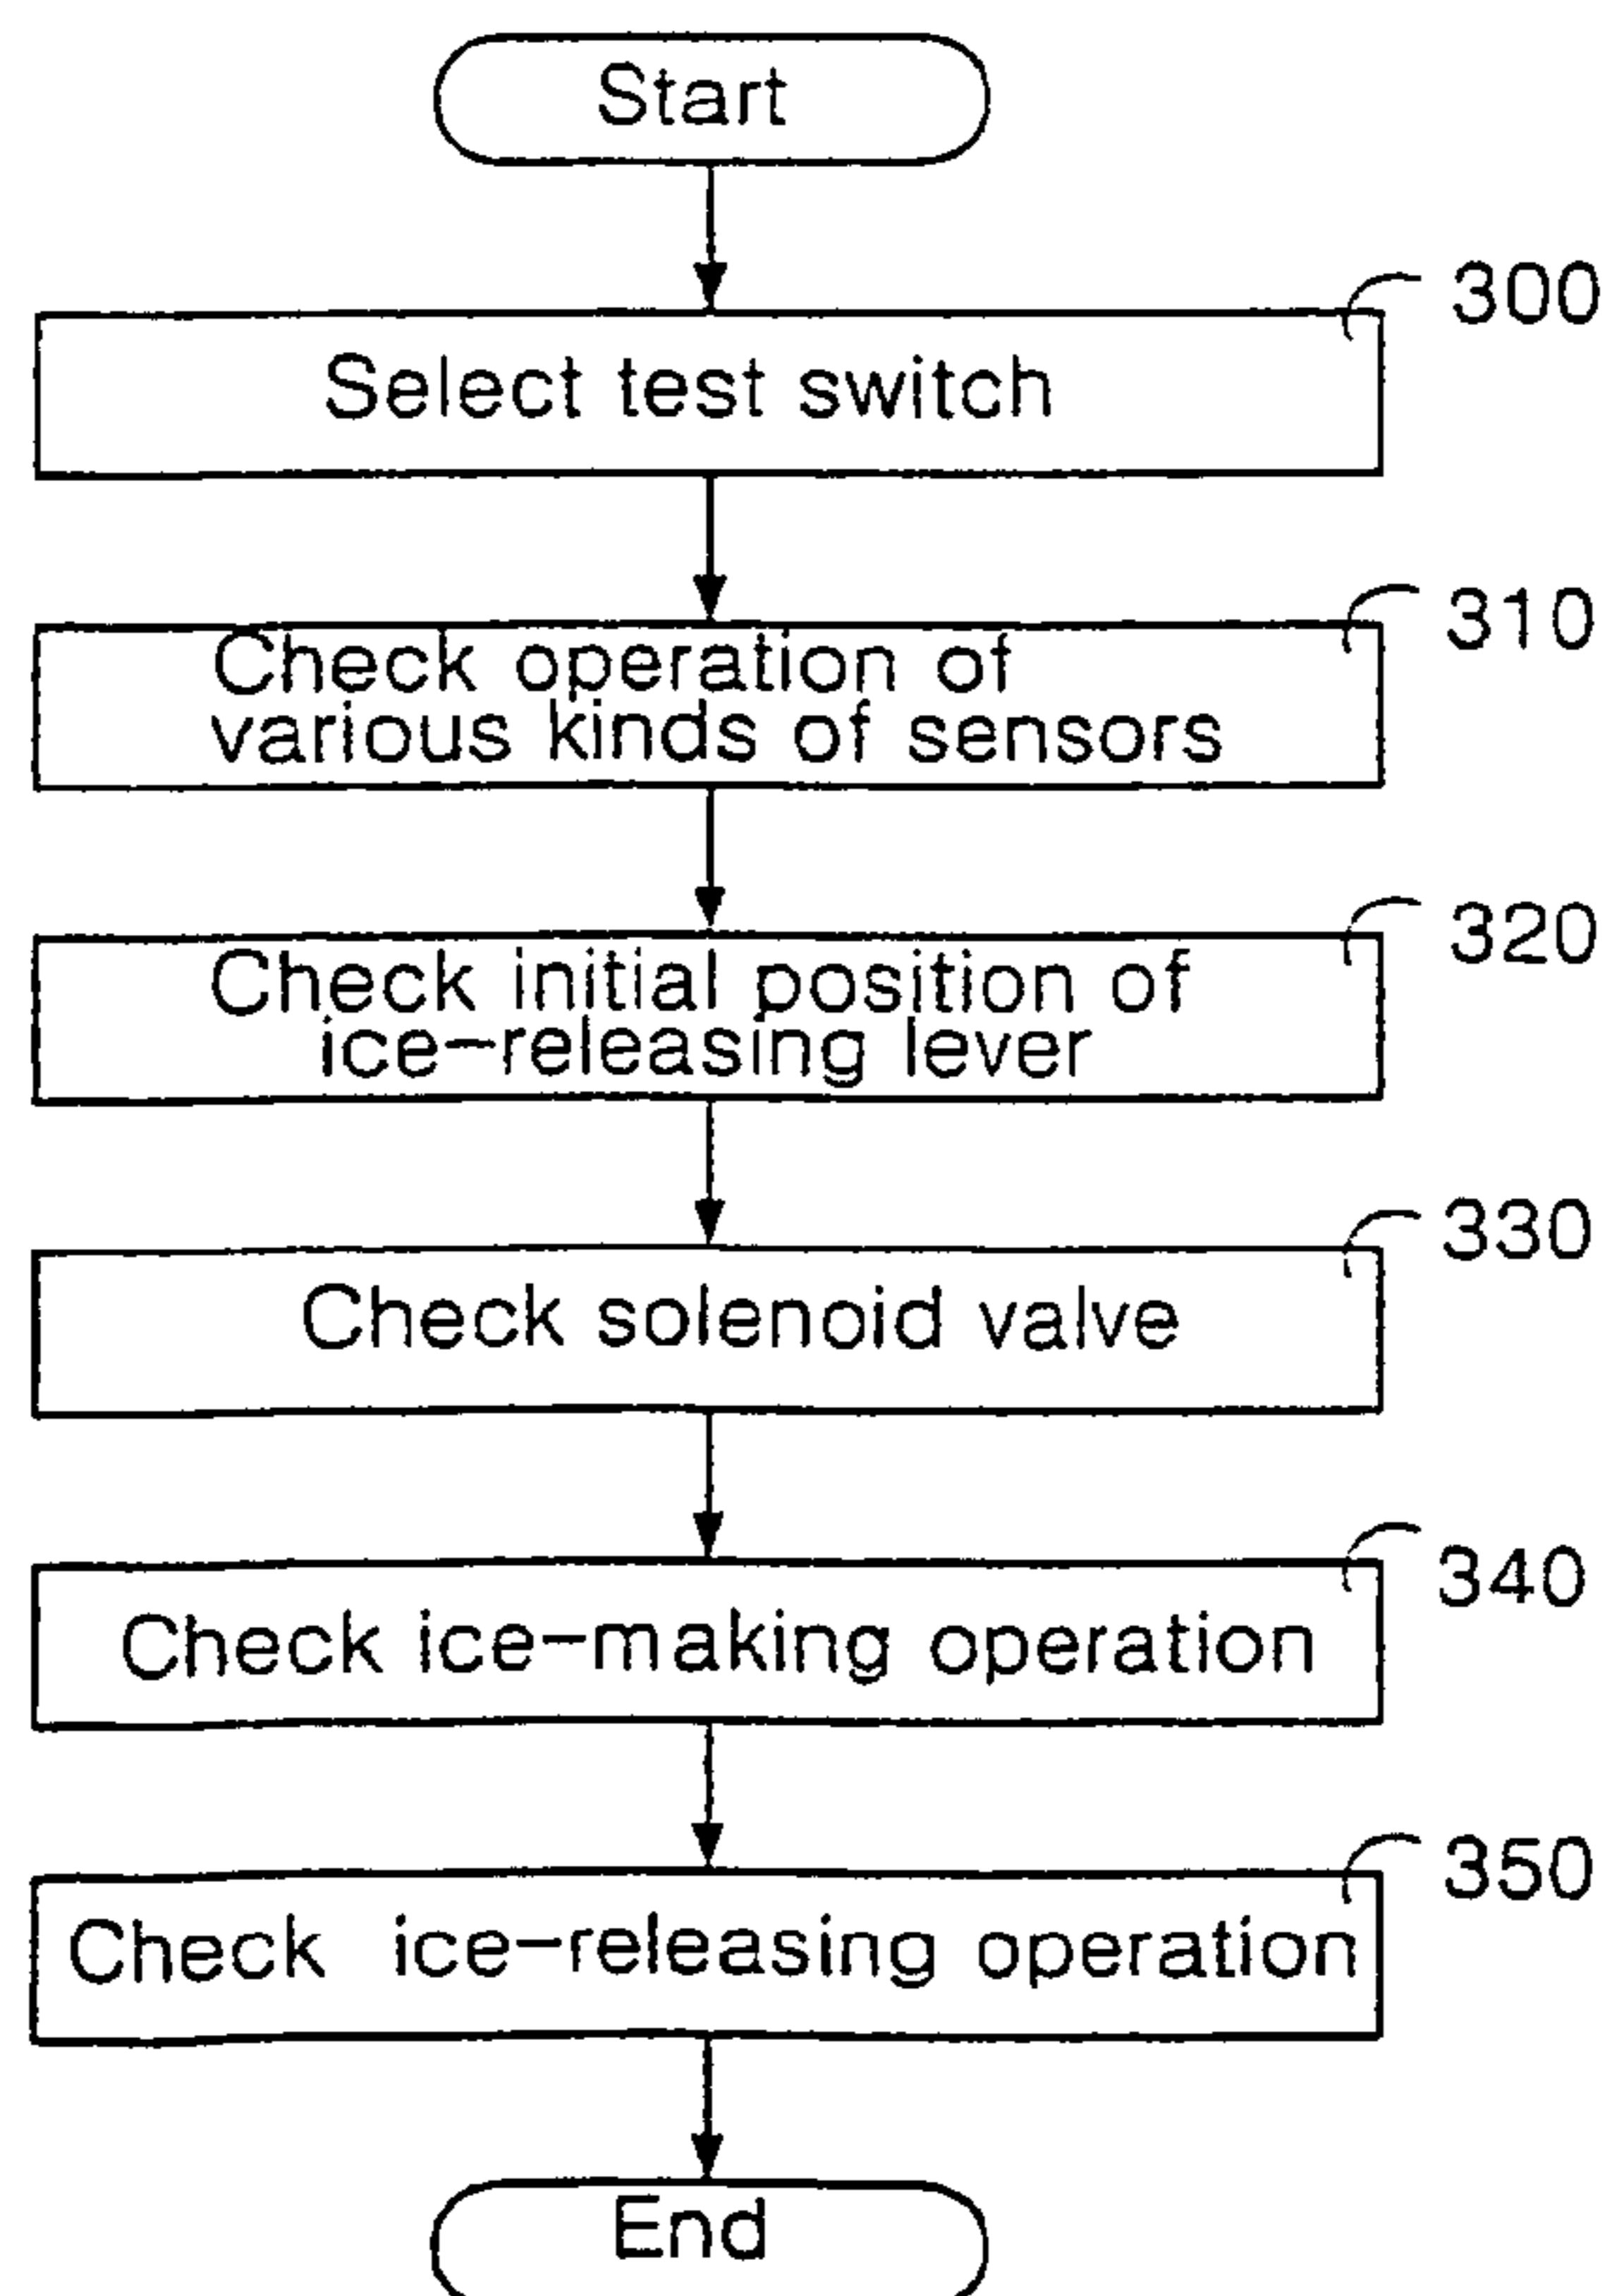 Start
300
Select test switch
310
Check operation of
various kinds of sensors
320
Check initial position of
ice-releasing lever
330
Check solenoid valve
340
Check ice-making operation
350
Check ice-releasing operation
End